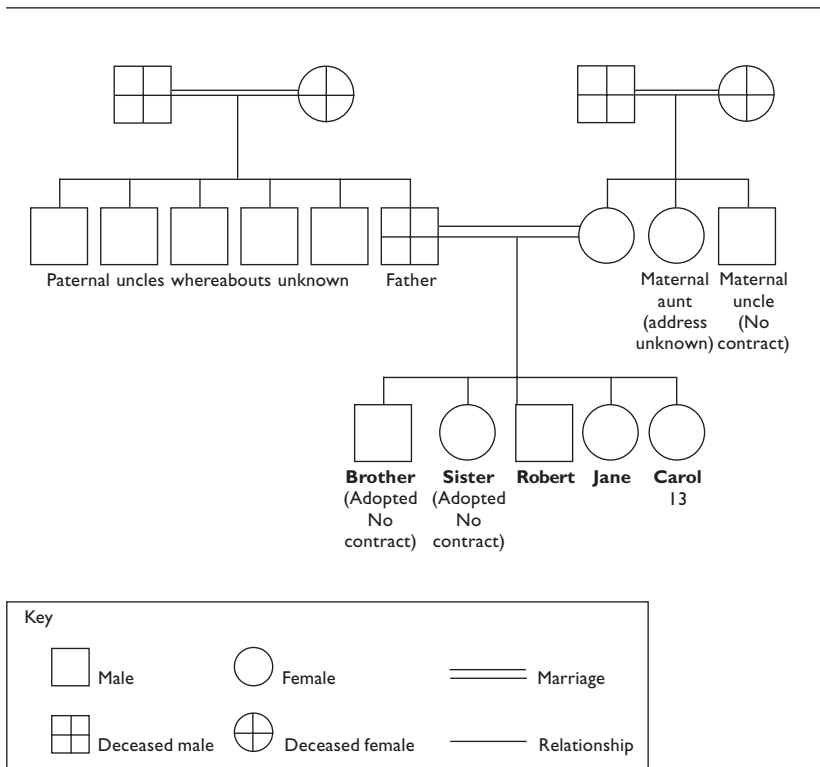 Paternal uncles whereabouts unknown
Father
Maternal
aunt
(address
unknown)
Maternal
uncle
(No
contract)
Brother
(Adopted
No
contract)
Sister
(Adopted
No
contract)
Robert
Jane
Carol
13
Key
Male
Female
Marriage
Deceased male
Deceased female
Relationship